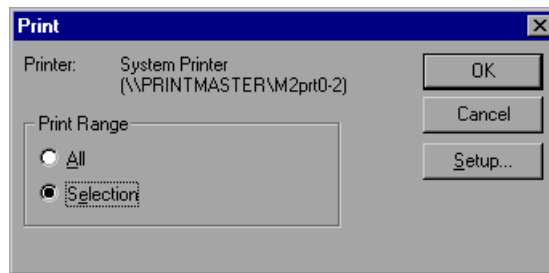 Print
Printer: System Printer
(\\PRINTMASTER\M2prt0-2)
OK
Cancel
Setup...
Print Range
All
Selection